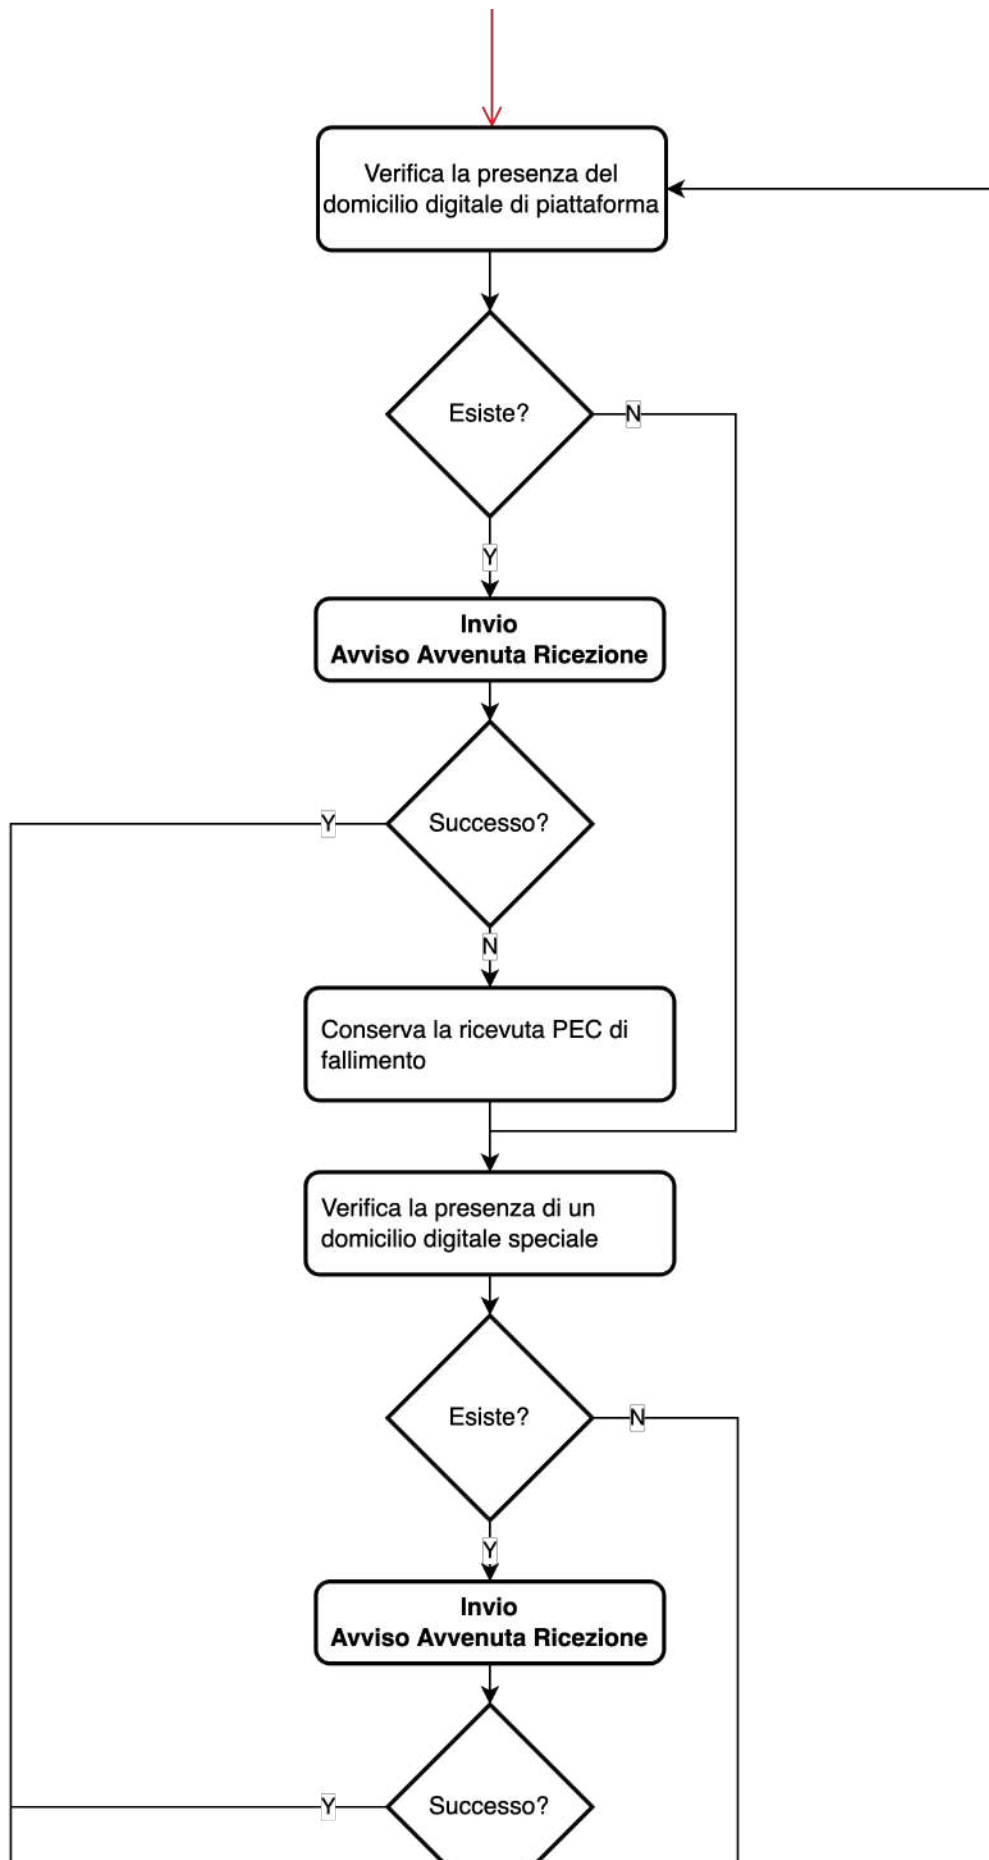 Verifica la presenza del
domicilio digitale di piattaforma
Esiste?
N
Y
Invio
Avviso Avvenuta Ricezione
Y
Successo?
N
Conserva la ricevuta PEC di
fallimento
Verifica la presenza di un
domicilio digitale speciale
Esiste?
N
Y
Invio
Avviso Avvenuta Ricezione
Y
Successo?